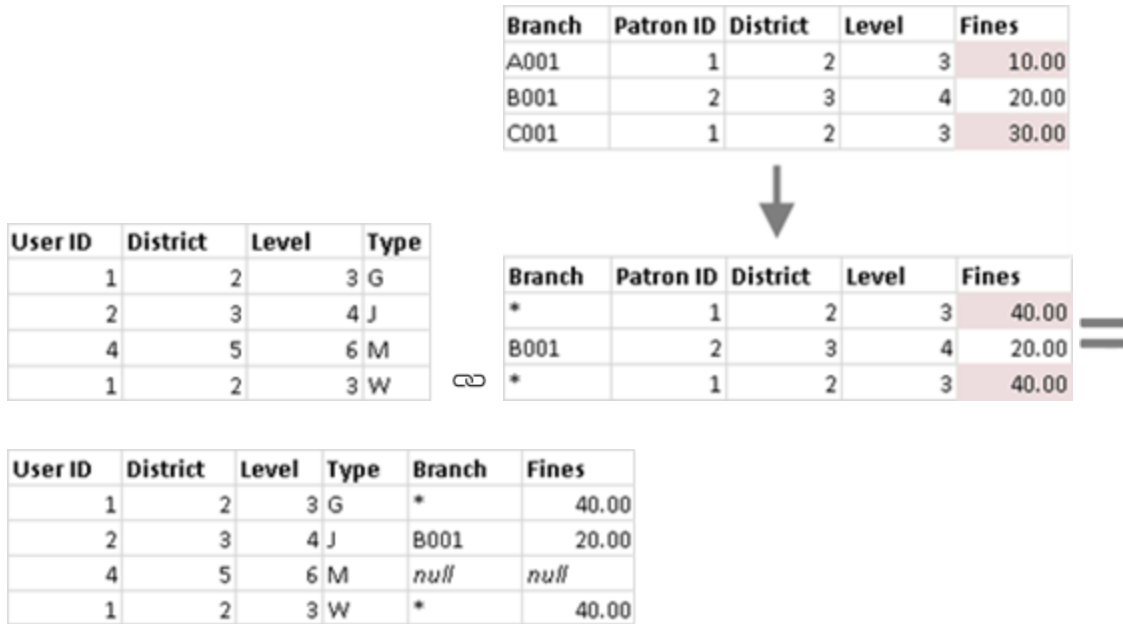 Branch Patron ID District Level Fines
A001 1 2 3 10.00
B001 2 3 4 20.00
C001 1 2 3 30.00
User ID District Level Type
1 2 3 G
2 3 4 J
4 5 6 M
1 2 3 W
Branch Patron ID District Level Fines
* 1 2 3 40.00
B001 2 3 4 20.00
* 1 2 3 40.00
=
User ID District Level Type Branch Fines
1 2 3 G * 40.00
2 3 4 J B001 20.00
4 5 6 M null null
1 2 3 W * 40.00